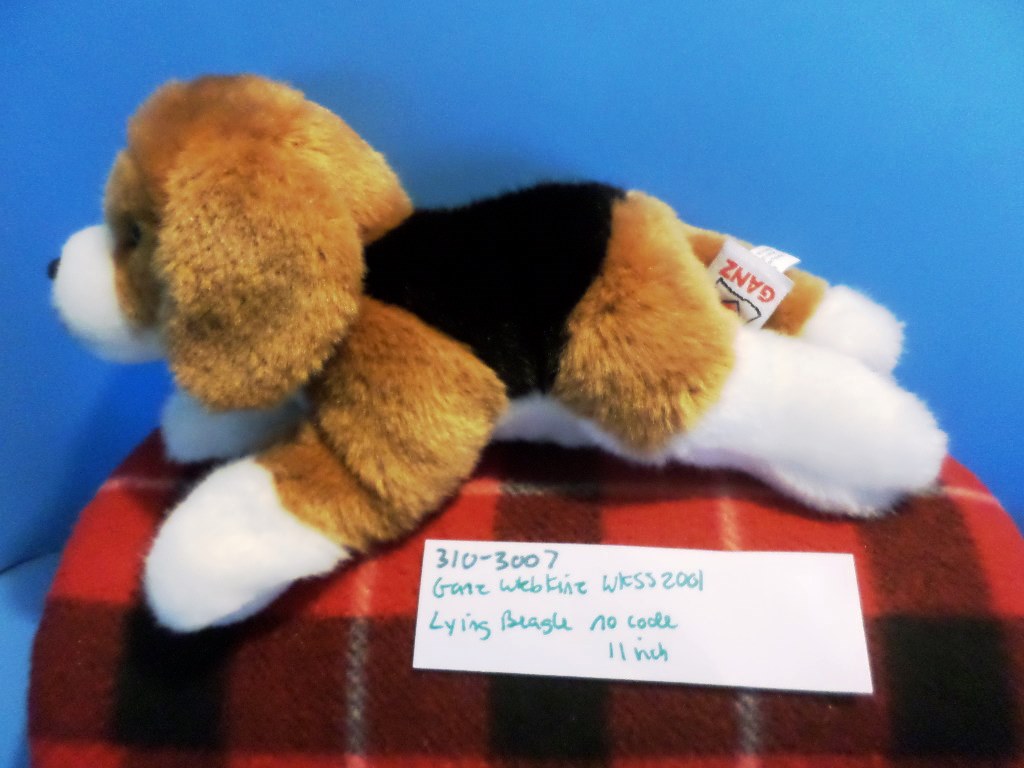 GANZ
310-3007
Ganz WebKinz WKSS2001
Lying Beagle no code
11 inch